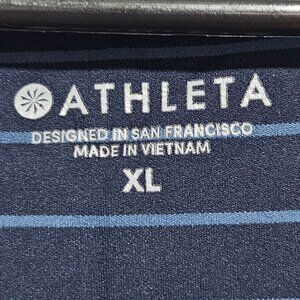 ATHLETA
DESIGNED IN SAN FRANCISCO
MADE IN VIETNAM
XL